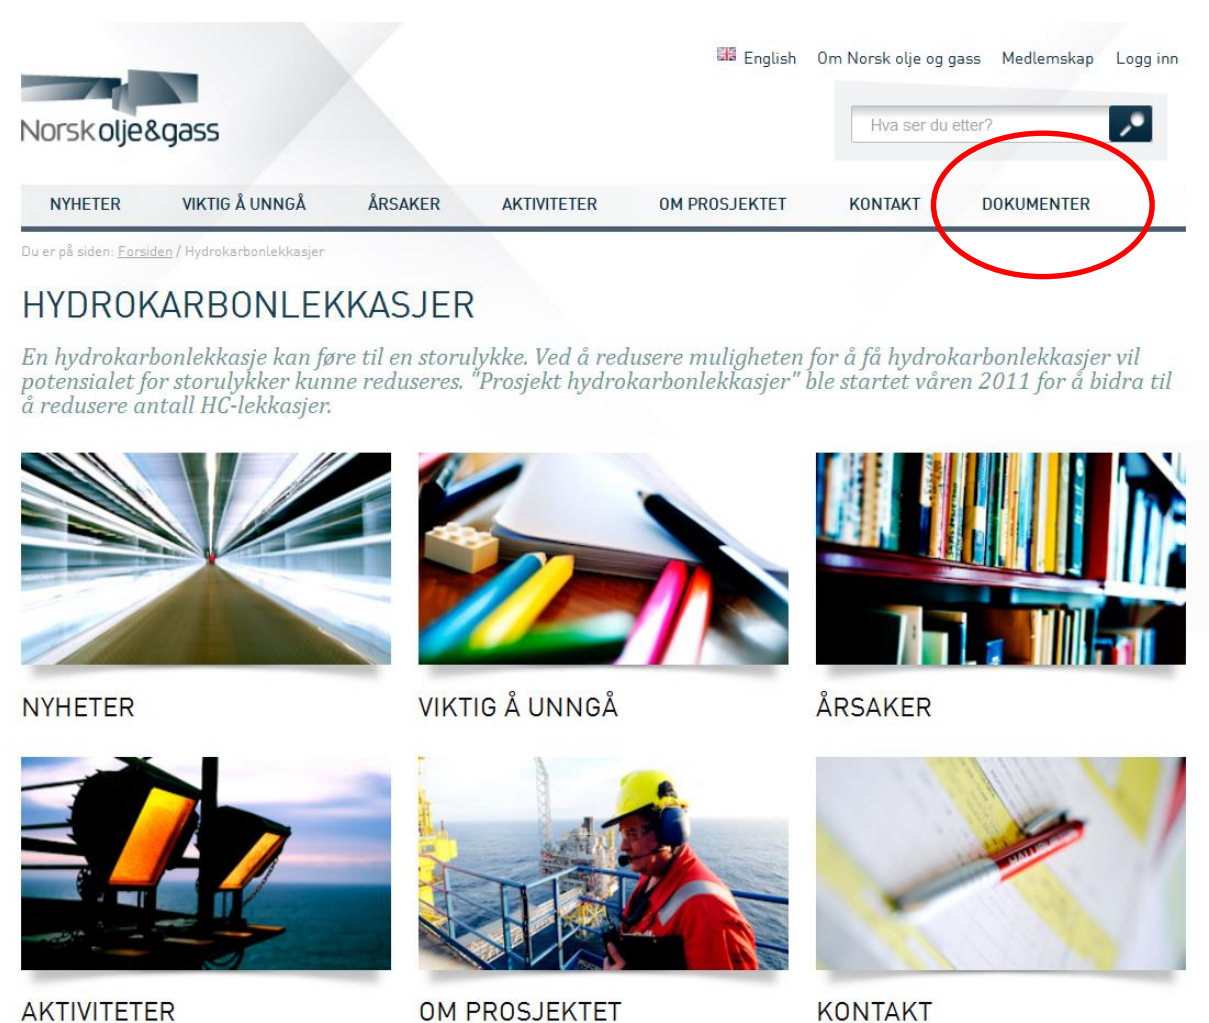 English Om Norsk olje og gass Medlemskap Logg inn
Norsk olje&gass
Hva ser du etter?
NYHETER VIKTIG Å UNNGÅ ÅRSAKER AKTIVITETER OM PROSJEKTET KONTAKT DOKUMENTER
Du er på siden: Forsiden / Hydrokarbonlekkasjer
HYDROKARBONLEKKASJER
En hydrokarbonlekkasje kan føre til en storulykke. Ved å redusere muligheten for å få hydrokarbonlekkasjer vil
potensialet for storulykker kunne reduseres. "Prosjekt hydrokarbonlekkasjer" ble startet våren 2011 for å bidra til
å redusere antall HC-lekkasjer.
NYHETER VIKTIG Å UNNGÅ ÅRSAKER
HALLIBURTON
AKTIVITETER OM PROSJEKTET KONTAKT